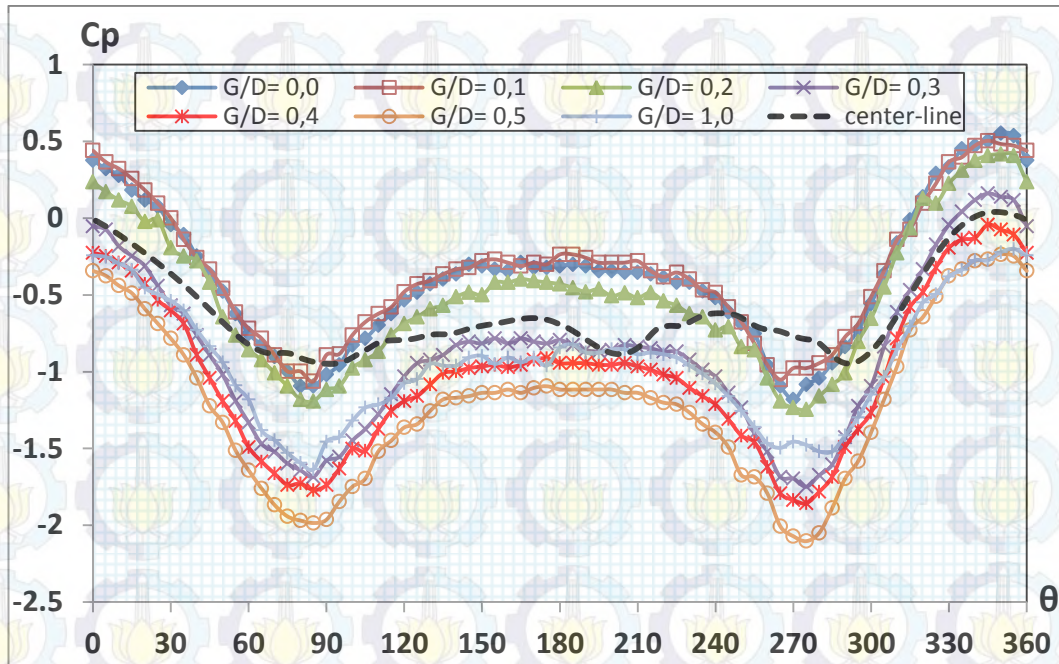 Cp
1
G/D= 0,0 G/D= 0,1 G/D= 0,2 G/D= 0,3
G/D= 0,4 G/D= 0,5 G/D= 1,0 center-line
0.5
0
-0.5
-1
-1.5
-2
-2.5
θ
0 30 60 90 120 150 180 210 240 270 300 330 360